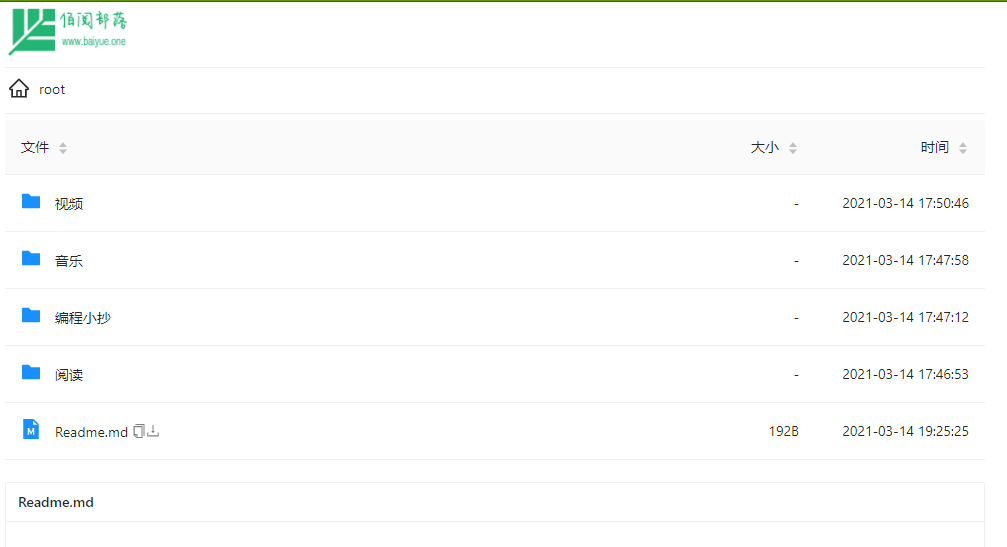 佰阅部落
www.baiyue.one
root
文件 大小 时间
视频 - 2021-03-14 17:50:46
音乐 - 2021-03-14 17:47:58
编程小抄 - 2021-03-14 17:47:12
阅读 - 2021-03-14 17:46:53
Readme.md 192B 2021-03-14 19:25:25
Readme.md